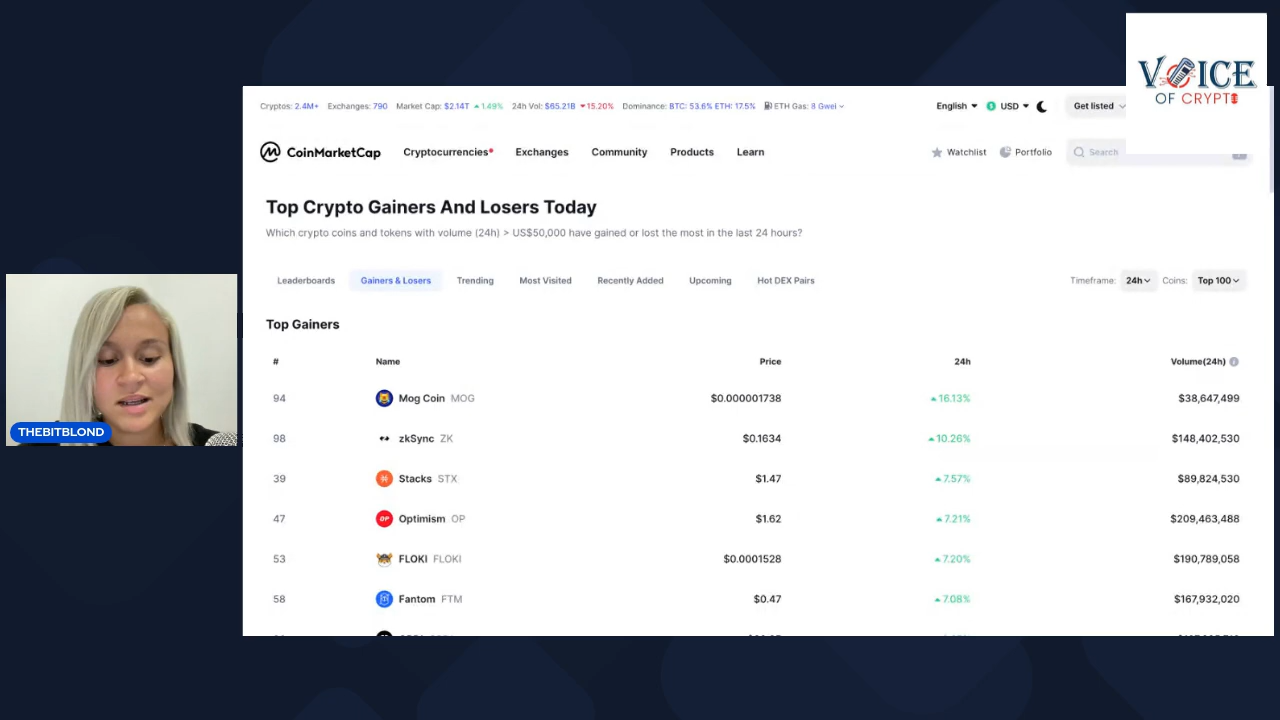 VOICE
OF CRYPTO
Cryptos: 2.4M+ Exchanges: 790 Market Cap: $2.14T 1.49% 24h Vol: $65.21B 15.20% Dominance: BTC: 53.6% ETH: 17.5% ETH Gas: 8 Gwei English USD Get listed
CoinMarketCap Cryptocurrencies Exchanges Community Products Learn Watchlist Portfolio Search
Top Crypto Gainers And Losers Today
Which crypto coins and tokens with volume (24h) > US$50,000 have gained or lost the most in the last 24 hours?
Leaderboards Gainers & Losers Trending Most Visited Recently Added Upcoming Hot DEX Pairs Timeframe: 24h Coins: Top 100
Top Gainers
# Name Price 24h Volume(24h)
94 Mog Coin MOG $0.000001738 16.13% $38,647,499
98 zkSync ZK $0.1634 10.26% $148,402,530
39 Stacks STX $1.47 7.57% $89,824,530
47 OP Optimism OP $1.62 7.21% $209,463,488
53 FLOKI FLOKI $0.0001528 7.20% $190,789,058
58 Fantom FTM $0.47 7.08% $167,932,020
THEBITBLOND